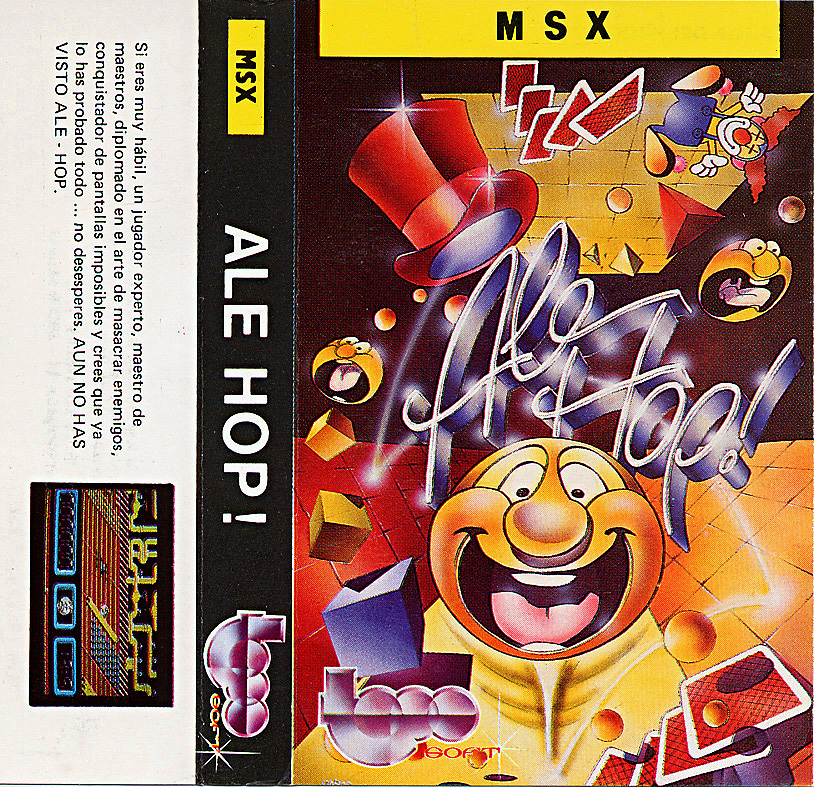 Si eres muy hábil, un jugador experto, maestro de
maestros, diplomado en el arte de masacrar enemigos,
conquistador de pantallas imposibles y crees que ya
lo has probado todo ... no desesperes. AUN NO HAS
VISTO ALE - HOP.
MSX
ALE HOP!
topo
SOFT
MSX
Ale
Hop!
topo
SOFT